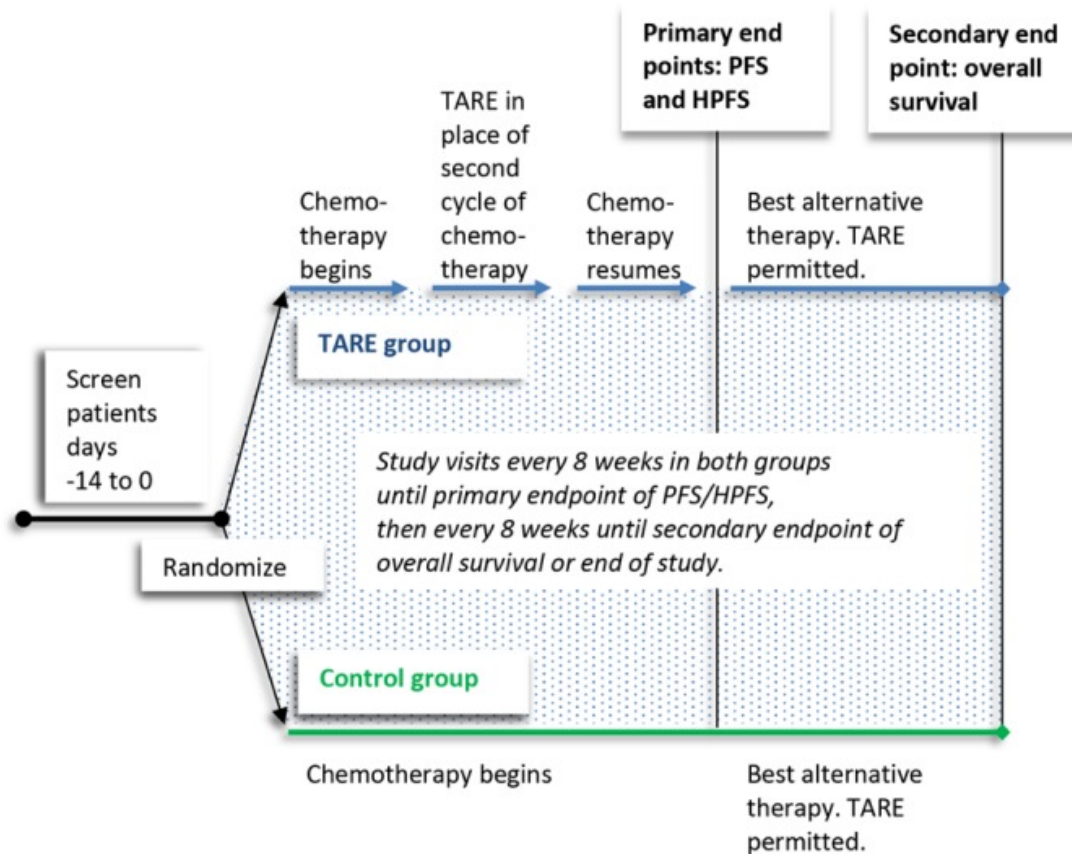 Primary end
points: PFS
and HPFS
Secondary end
point: overall
survival
Chemo-
therapy
begins
TARE in
place of
second
cycle of
chemo-
therapy
Chemo-
therapy
resumes
Best alternative
therapy. TARE
permitted.
TARE group
Screen
patients
days
-14 to 0
Randomize
Study visits every 8 weeks in both groups
until primary endpoint of PFS/HPFS,
then every 8 weeks until secondary endpoint of
overall survival or end of study.
Control group
Chemotherapy begins
Best alternative
therapy. TARE
permitted.